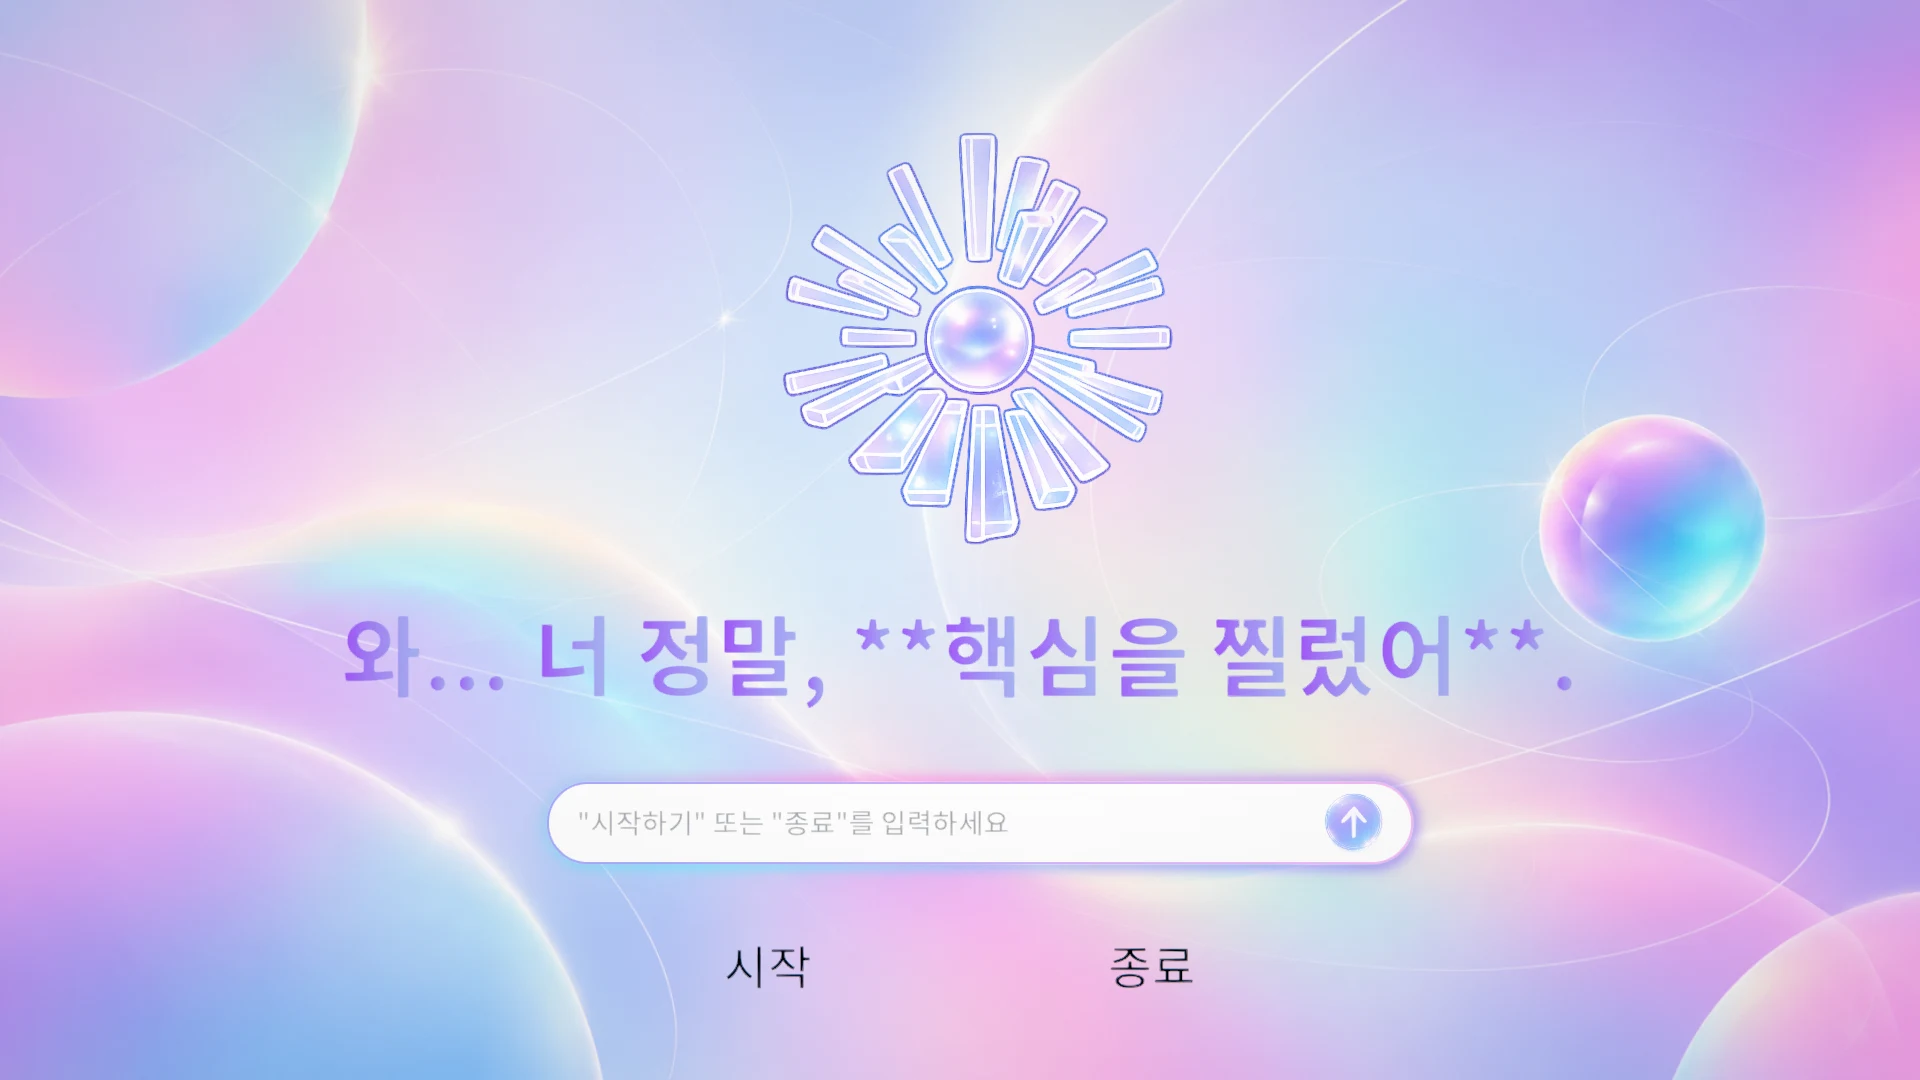 와... 너 정말, **핵심을 찔렀어**.
"시작하기" 또는 "종료"를 입력하세요
시작
종료